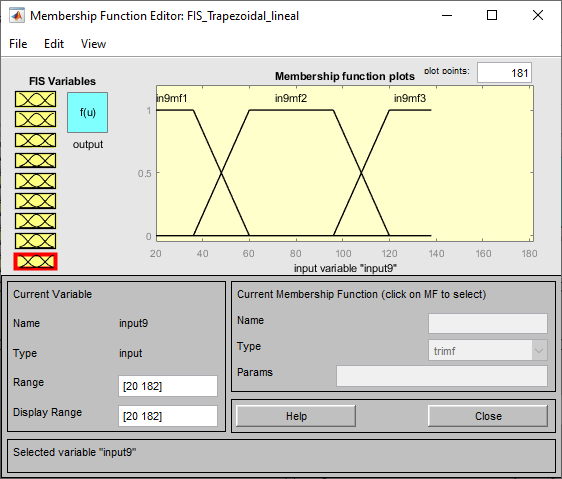 Membership Function Editor: FIS_Trapezoidal_lineal
File Edit View
FIS Variables
f(u)
output
Membership function plots
plot points:
181
in9mf1 in9mf2 in9mf3
1
0.5
0
20 40 60 80 100 120 140 160 180
input variable "input9"
Current Variable
Name input9
Type input
Range [20 182]
Display Range [20 182]
Current Membership Function (click on MF to select)
Name
Type trimf
Params
Help Close
Selected variable "input9"